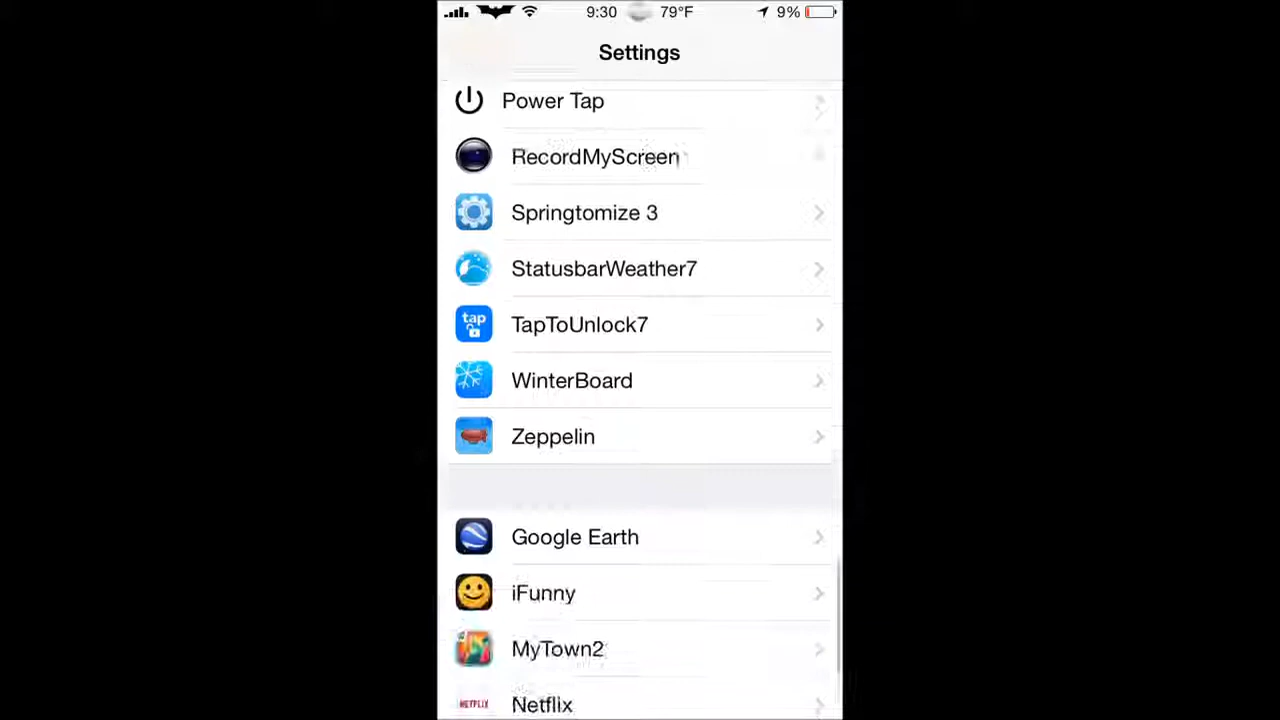 9:30 79°F 9%
Settings
Power Tap
RecordMyScreen
Springtomize 3
StatusbarWeather7
tap
TapToUnlock7
WinterBoard
Zeppelin
Google Earth
iFunny
MyTown2
NETFLIX
Netflix